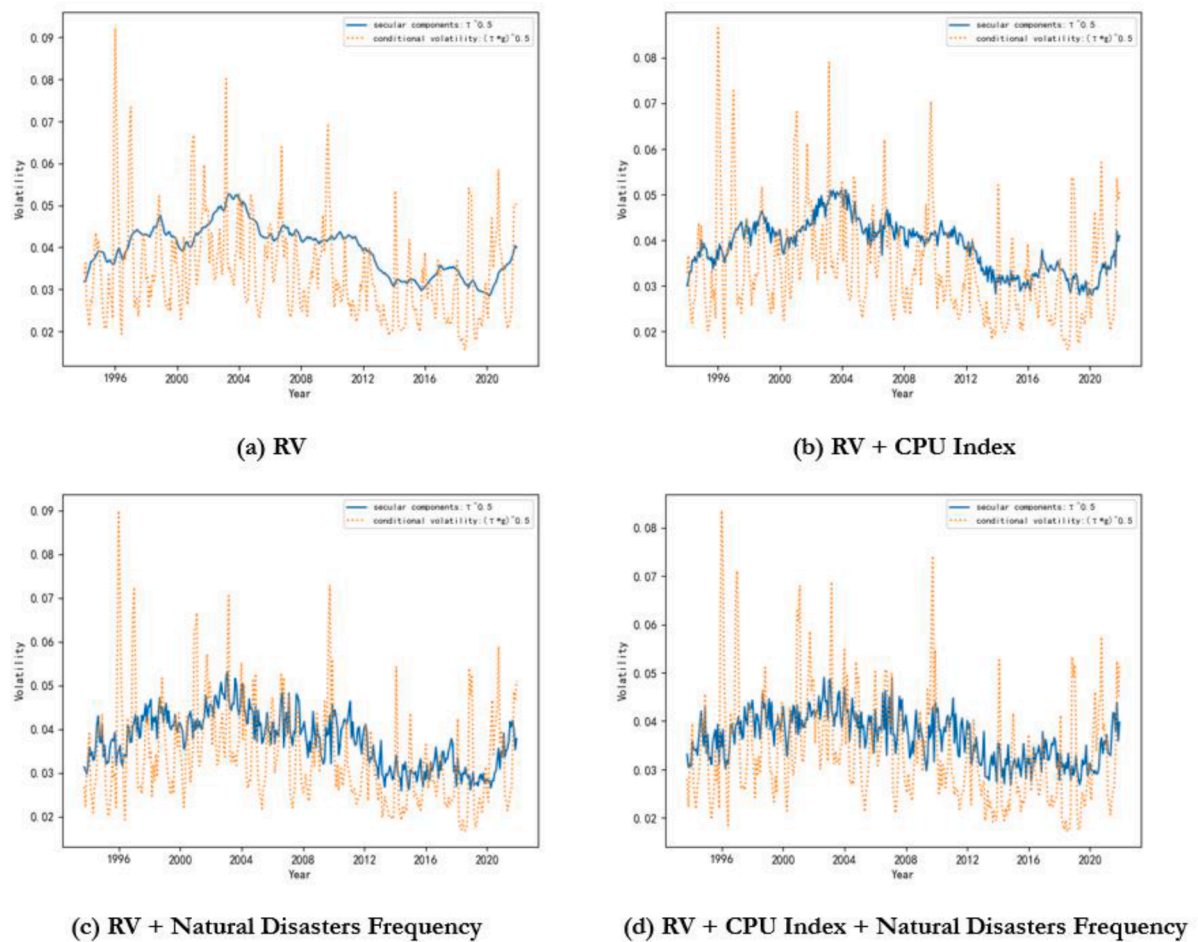 secular components: τ^0.5
conditional volatility: (τ*g)^0.5
0.09
0.08
0.07
0.06
0.05
0.04
0.03
0.02
Volatility
1996 2000 2004 2008 2012 2016 2020
Year
(a) RV
secular components: τ^0.5
conditional volatility: (τ*g)^0.5
0.08
0.07
0.06
0.05
0.04
0.03
0.02
Volatility
1996 2000 2004 2008 2012 2016 2020
Year
(b) RV + CPU Index
secular components: τ^0.5
conditional volatility: (τ*g)^0.5
0.09
0.08
0.07
0.06
0.05
0.04
0.03
0.02
Volatility
1996 2000 2004 2008 2012 2016 2020
Year
(c) RV + Natural Disasters Frequency
secular components: τ^0.5
conditional volatility: (τ*g)^0.5
0.08
0.07
0.06
0.05
0.04
0.03
0.02
Volatility
1996 2000 2004 2008 2012 2016 2020
Year
(d) RV + CPU Index + Natural Disasters Frequency